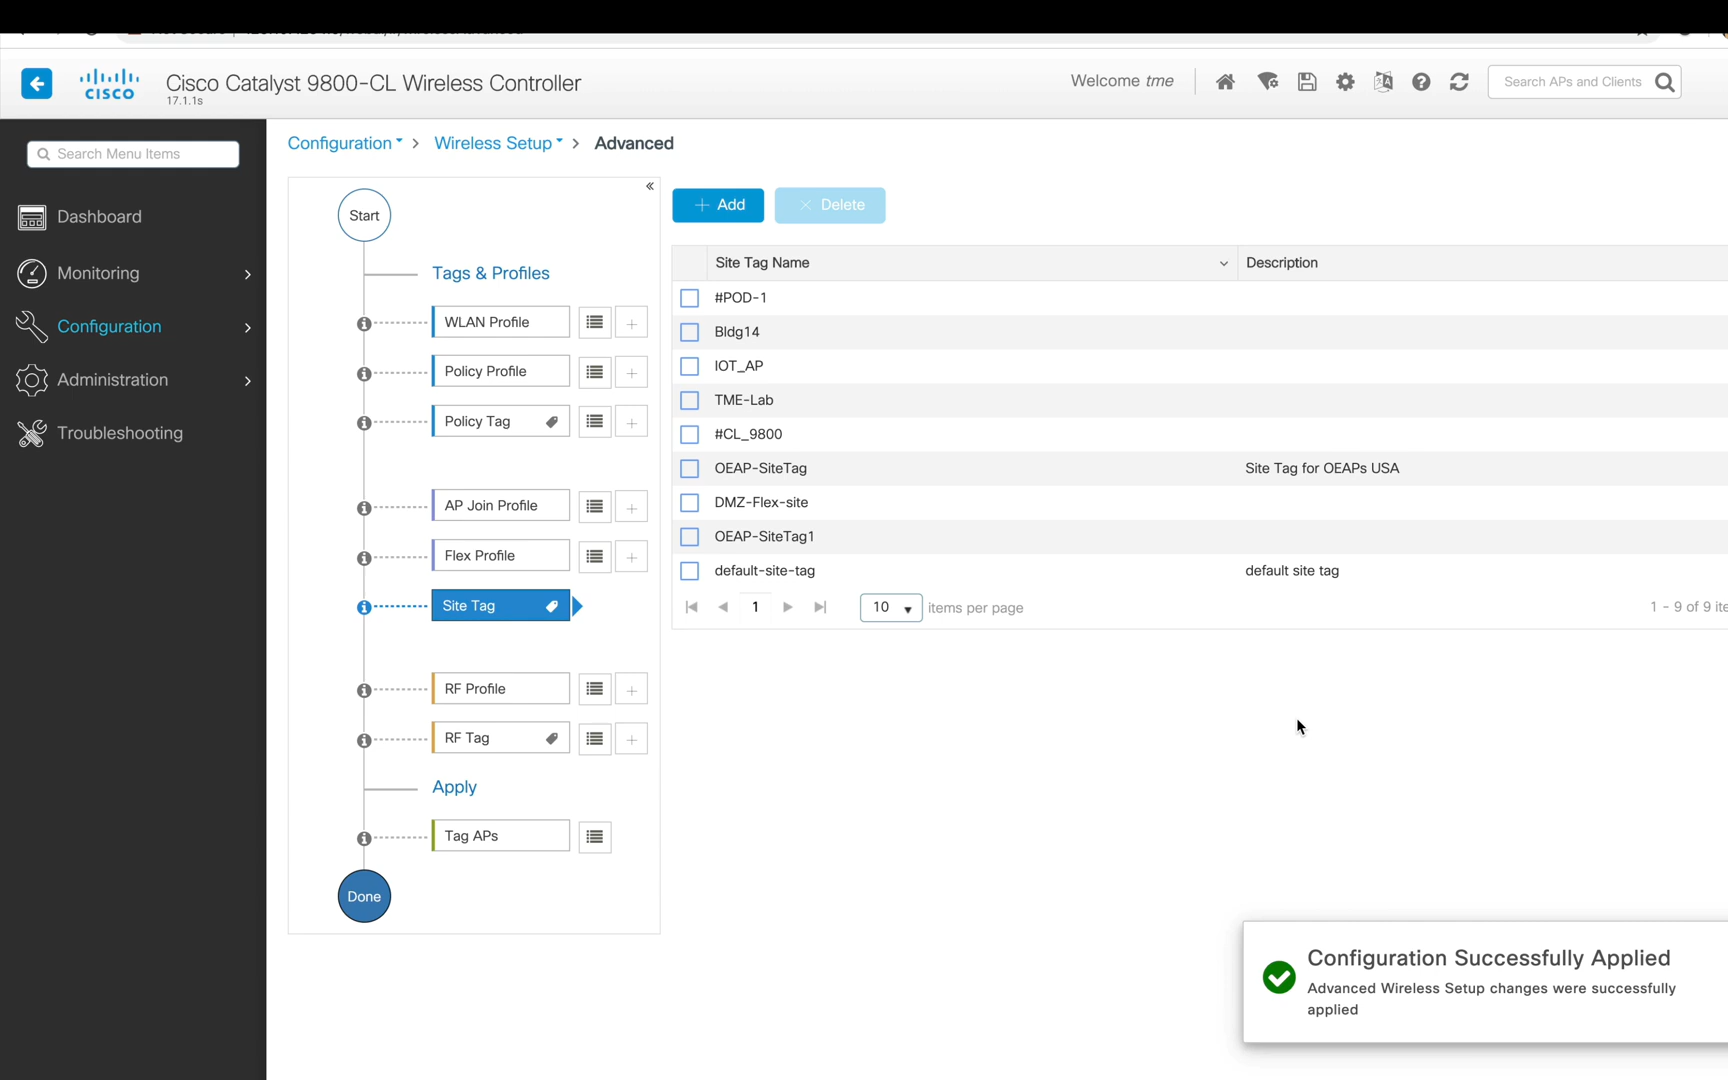 CISCO
Cisco Catalyst 9800-CL Wireless Controller
17.1.1s
Welcome tme
Search APs and Clients
Search Menu Items
Dashboard
Monitoring
Configuration
Administration
Troubleshooting
Configuration > Wireless Setup > Advanced
«
Start
Tags & Profiles
WLAN Profile
Policy Profile
Policy Tag
AP Join Profile
Flex Profile
Site Tag
RF Profile
RF Tag
Apply
Tag APs
Done
+ Add
× Delete
Site Tag Name Description
#POD-1
Bldg14
IOT_AP
TME-Lab
#CL_9800
OEAP-SiteTag Site Tag for OEAPs USA
DMZ-Flex-site
OEAP-SiteTag1
default-site-tag default site tag
1 10 items per page 1 - 9 of 9 ite
Configuration Successfully Applied
Advanced Wireless Setup changes were successfully
applied